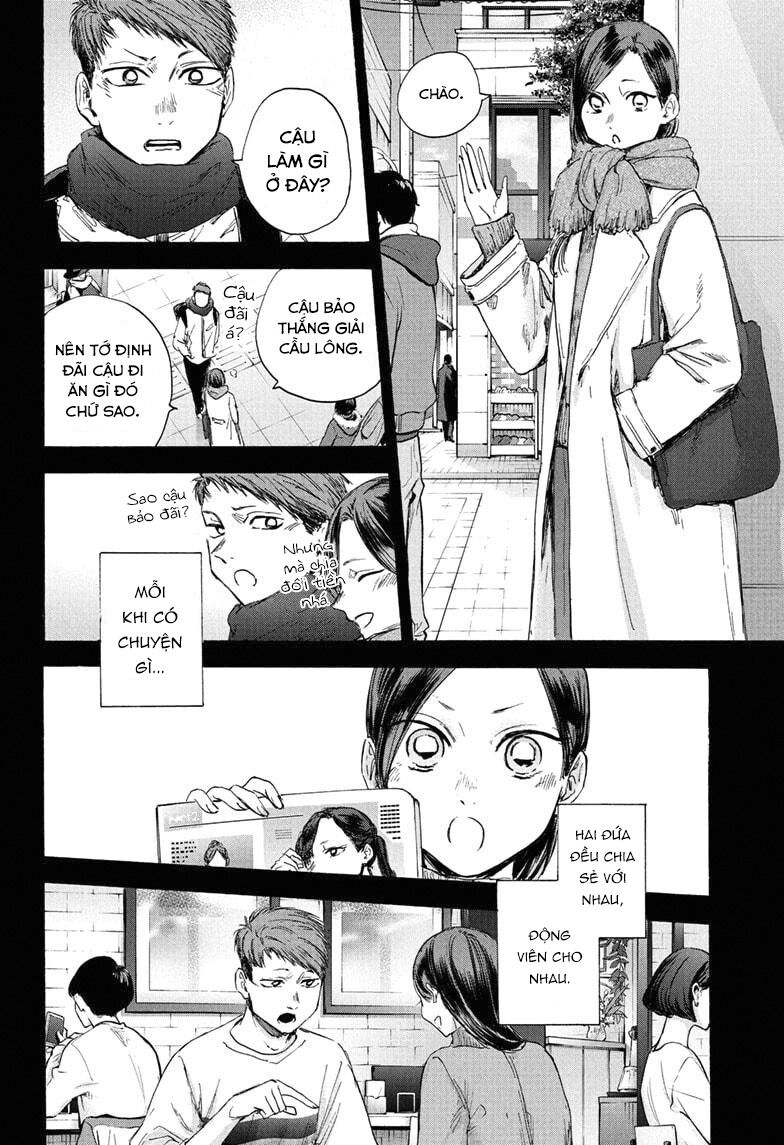 CHÀO.
CẬU
LÀM GÌ
Ở ĐÂY?
CẬU BẢO
THẮNG GIẢI
CẦU LÔNG.
Cậu
đãi
á?
NÊN TỚ ĐỊNH
ĐÃI CẬU ĐI
ĂN GÌ ĐÓ
CHỨ SAO.
Sao cậu
bảo đãi?
Nhưng
mà chia
đôi tiền
nhá
MỖI
KHI CÓ
CHUYỆN
GÌ...
HAI ĐỨA
ĐỀU CHIA
SẺ VỚI
NHAU,
ĐỘNG
VIÊN CHO
NHAU.